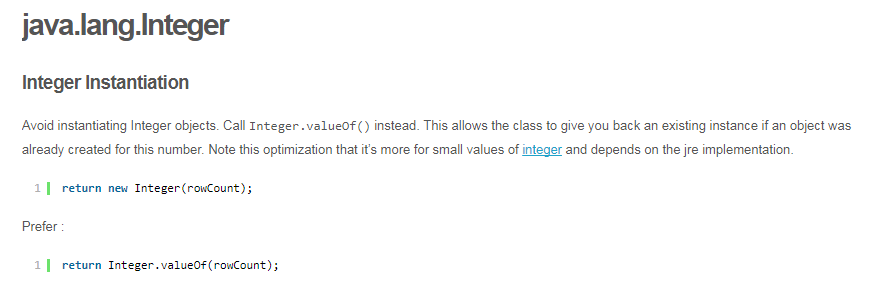 java.lang.Integer
Integer Instantiation
Avoid instantiating Integer objects. Call Integer.valueOf() instead. This allows the class to give you back an existing instance if an object was
already created for this number. Note this optimization that it's more for small values of integer and depends on the jre implementation.
1 return new Integer(rowCount);
Prefer :
1 return Integer.valueOf(rowCount);